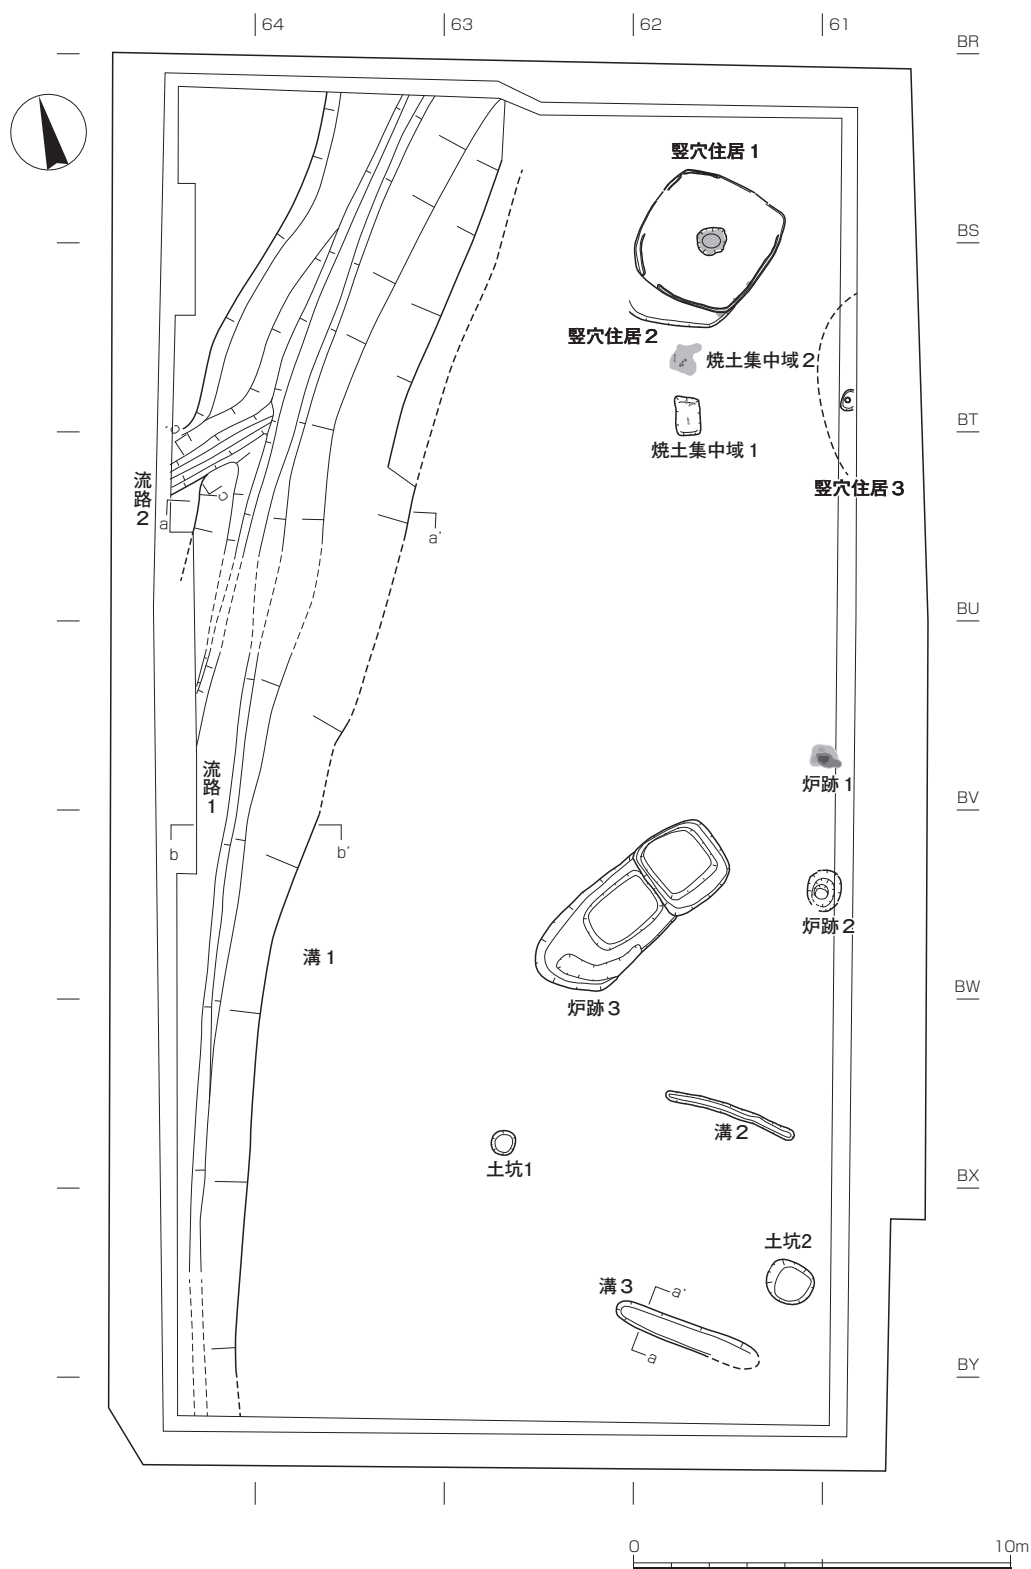 64
63
62
61
BR
竪穴住居1
BS
竪穴住居2
焼土集中域2
BT
焼土集中域1
竪穴住居3
流路2
c'
c
a
a'
BU
炉跡1
流路1
BV
b
b'
炉跡2
溝1
BW
炉跡3
溝2
土坑1
BX
土坑2
溝3
a'
a
BY
0
10m